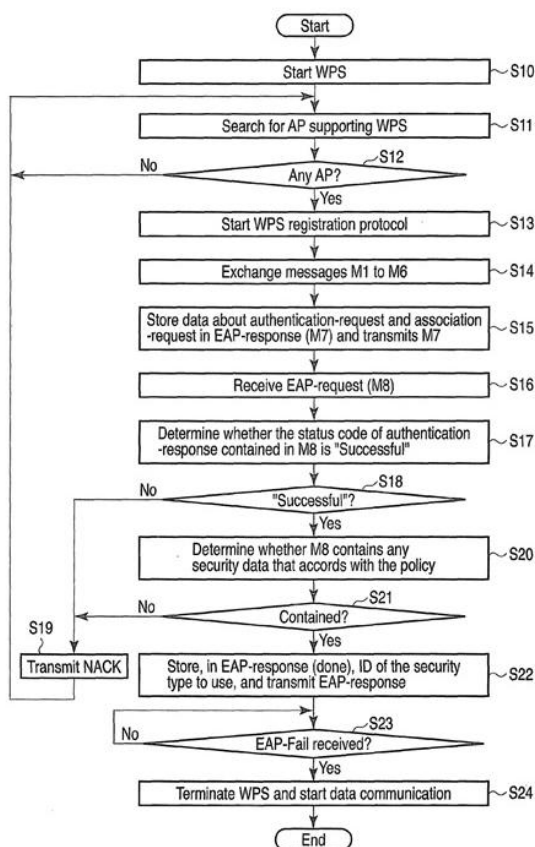 Start
Start WPS
S10
Search for AP supporting WPS
S11
S12
No
Any AP?
Yes
Start WPS registration protocol
S13
Exchange messages M1 to M6
S14
Store data about authentication-request and association
-request in EAP-response (M7) and transmits M7
S15
Receive EAP-request (M8)
S16
Determine whether the status code of authentication
-response contained in M8 is "Successful"
S17
S18
No
"Successful"?
Yes
Determine whether M8 contains any
security data that accords with the policy
S20
S21
No
Contained?
Yes
S19
Transmit NACK
Store, in EAP-response (done), ID of the security
type to use, and transmit EAP-response
S22
S23
No
EAP-Fail received?
Yes
Terminate WPS and start data communication
S24
End